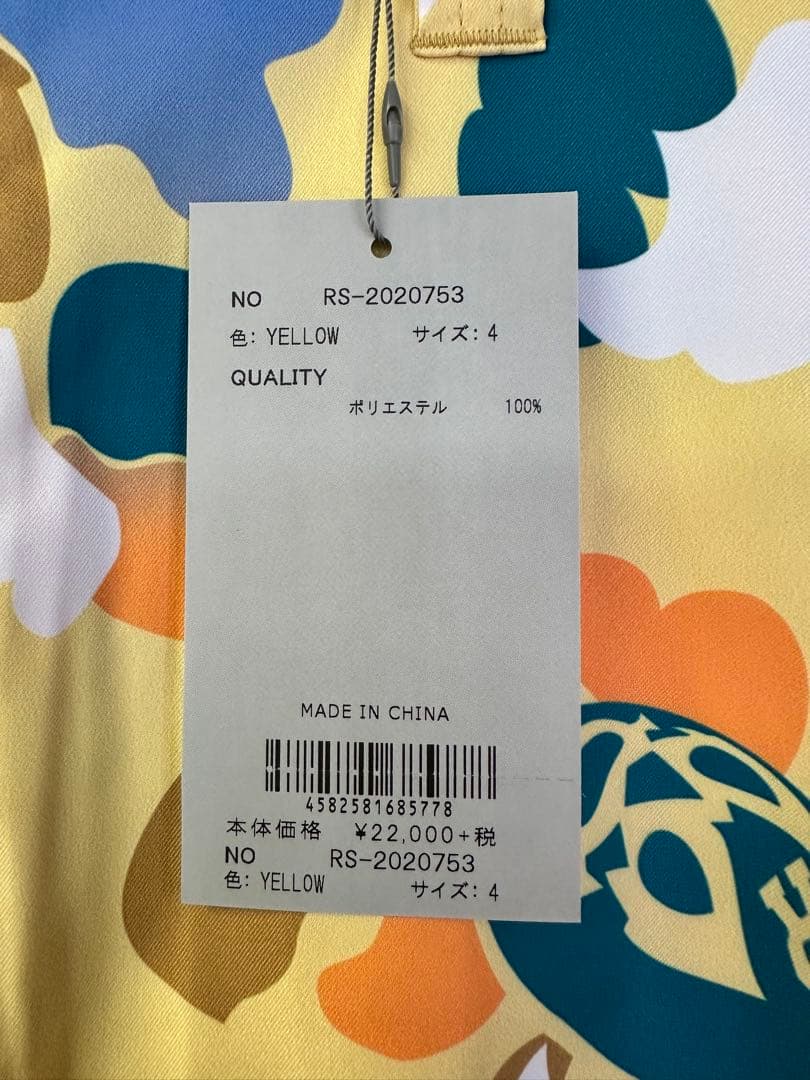 NO RS-2020753
色: YELLOW サイズ: 4
QUALITY
ポリエステル 100%
MADE IN CHINA
4582581685778
本体価格 ¥22,000+税
NO RS-2020753
色: YELLOW サイズ: 4